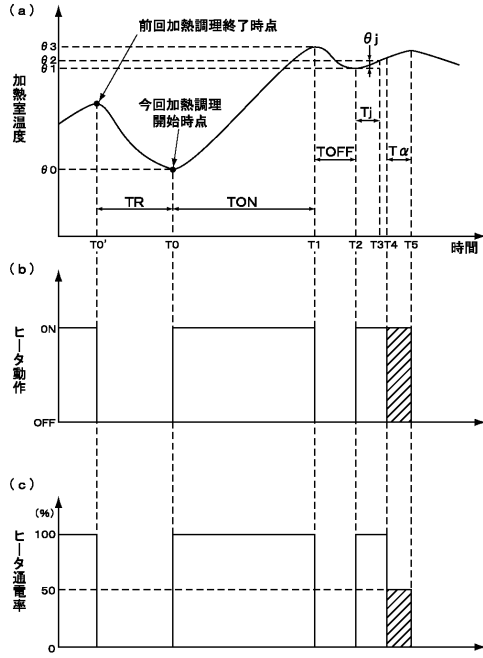 (a)
θ3
θ2
θ1
θ0
加熱室温度
前回加熱調理終了時点
今回加熱調理
開始時点
θj
Tj
TOFF
Tα
TR
TON
T0'
T0
T1
T2
T3
T4
T5
時間
(b)
ON
OFF
ヒータ動作
(c)
(%)
100
50
0
ヒータ通電率